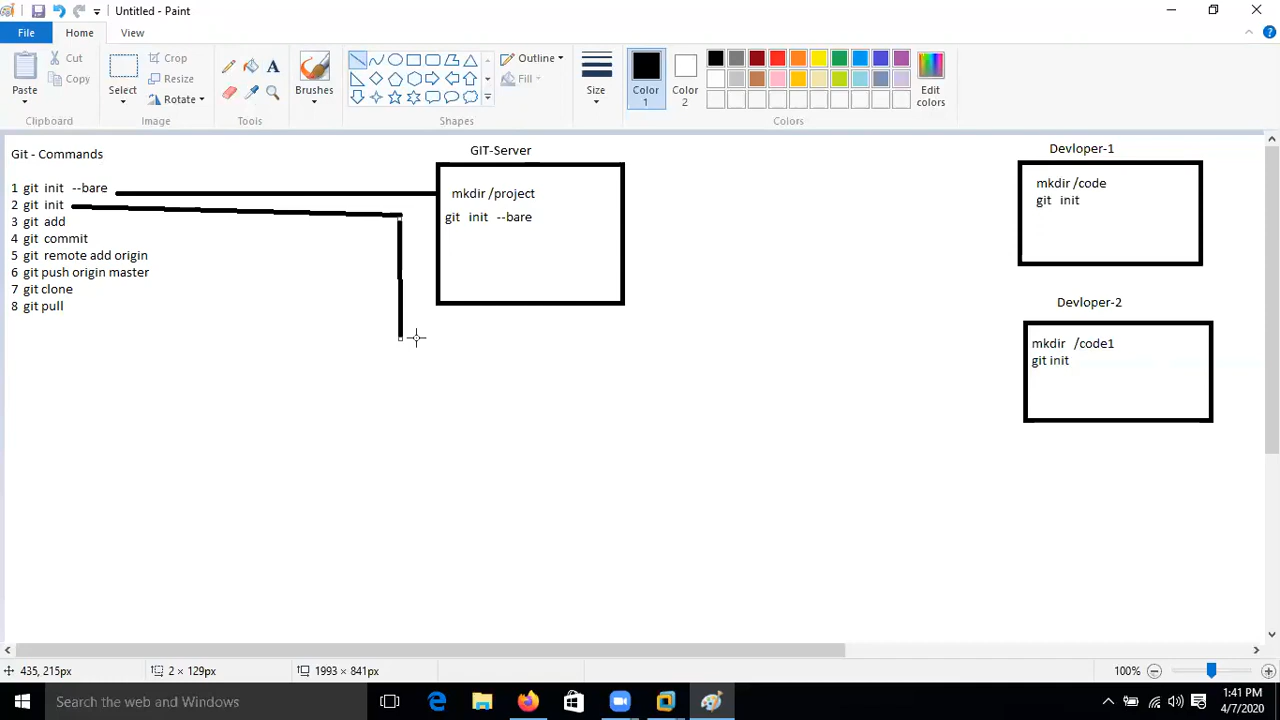 Untitled - Paint
File
Home
View
Paste
Cut
Copy
Clipboard
Select
Crop
Resize
Rotate
Image
A
Tools
Brushes
Outline
Fill
Shapes
Size
Color 1
Color 2
Edit colors
Colors
Git - Commands
1 git init --bare
2 git init
3 git add
4 git commit
5 git remote add origin
6 git push origin master
7 git clone
8 git pull
GIT-Server
mkdir /project
git init --bare
Devloper-1
mkdir /code
git init
Devloper-2
mkdir /code1
git init
435, 215px
2 × 129px
1993 × 841px
100%
Search the web and Windows
1:41 PM
4/7/2020